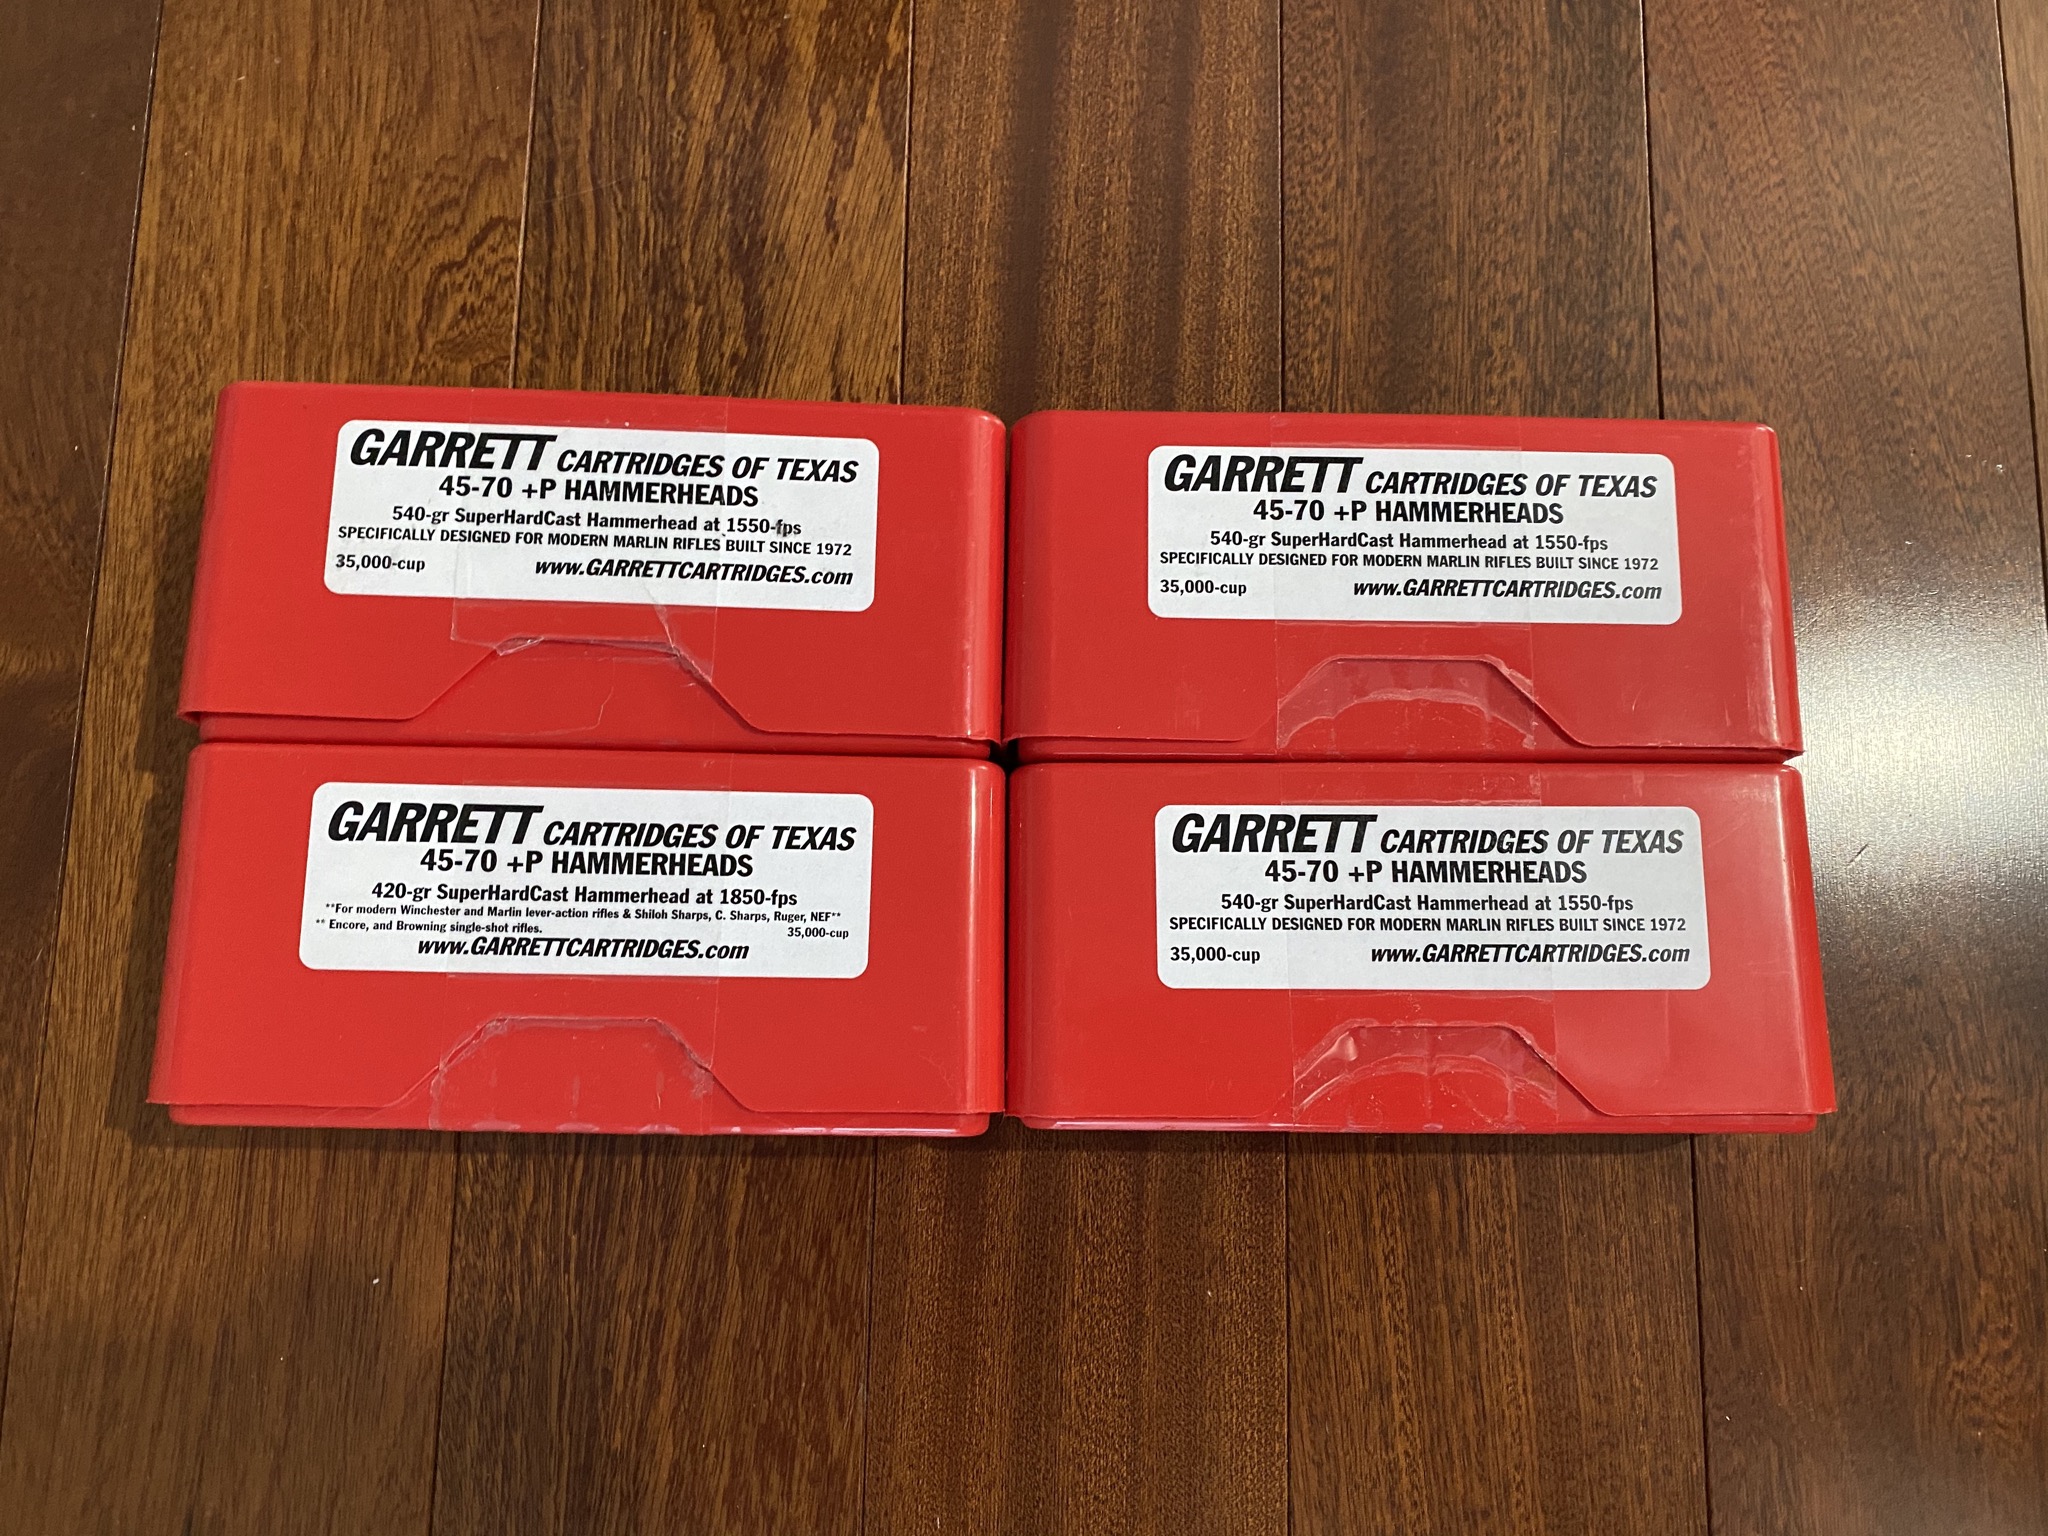 GARRETT CARTRIDGES OF TEXAS
45-70 +P HAMMERHEADS
540-gr SuperHardCast Hammerhead at 1550-fps
SPECIFICALLY DESIGNED FOR MODERN MARLIN RIFLES BUILT SINCE 1972
35,000-cup www.GARRETTCARTRIDGES.com
GARRETT CARTRIDGES OF TEXAS
45-70 +P HAMMERHEADS
540-gr SuperHardCast Hammerhead at 1550-fps
SPECIFICALLY DESIGNED FOR MODERN MARLIN RIFLES BUILT SINCE 1972
35,000-cup www.GARRETTCARTRIDGES.com
GARRETT CARTRIDGES OF TEXAS
45-70 +P HAMMERHEADS
420-gr SuperHardCast Hammerhead at 1850-fps
**For modern Winchester and Marlin lever-action rifles & Shiloh Sharps, C. Sharps, Ruger, NEF**
** Encore, and Browning single-shot rifles. 35,000-cup
www.GARRETTCARTRIDGES.com
GARRETT CARTRIDGES OF TEXAS
45-70 +P HAMMERHEADS
540-gr SuperHardCast Hammerhead at 1550-fps
SPECIFICALLY DESIGNED FOR MODERN MARLIN RIFLES BUILT SINCE 1972
35,000-cup www.GARRETTCARTRIDGES.com